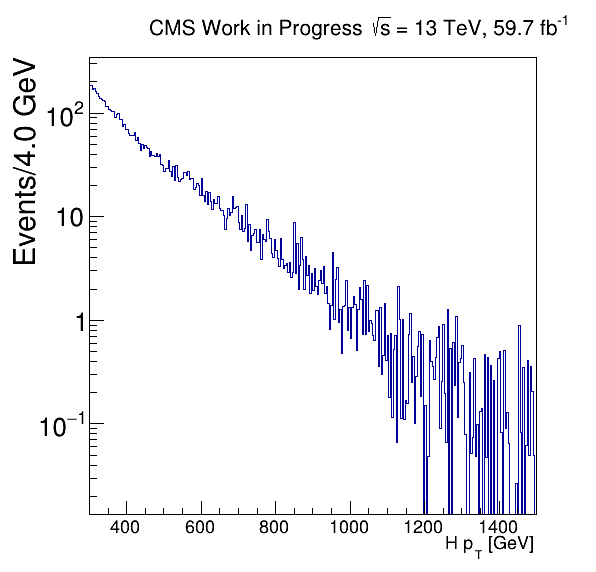 CMS Work in Progress √s = 13 TeV, 59.7 fb⁻¹
Events/4.0 GeV
10²
10
1
10⁻¹
400 600 800 1000 1200 1400
H p_T [GeV]